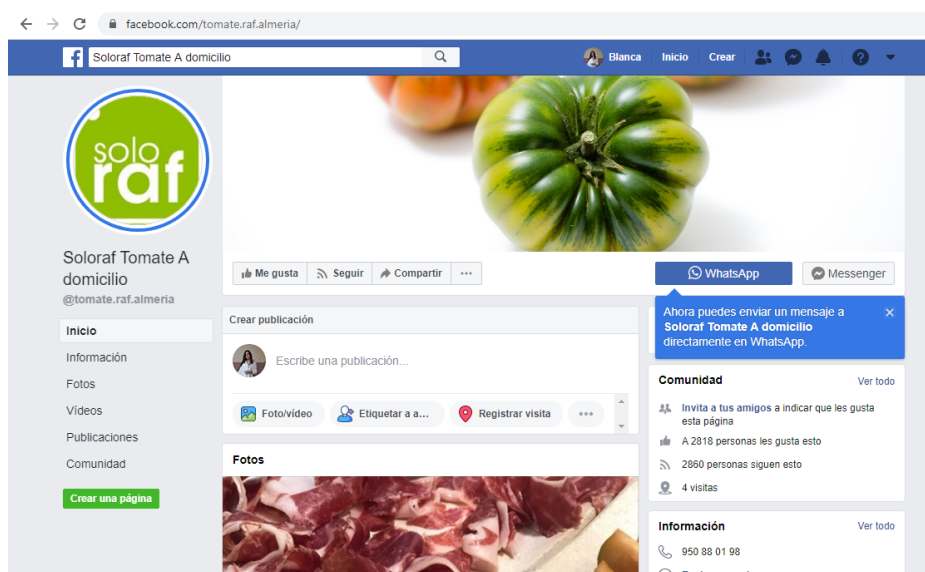 facebook.com/tomate.raf.almeria/
Soloraf Tomate A domicilio
Blanca Inicio Crear
solo
raf
Soloraf Tomate A
domicilio
@tomate.raf.almeria
Inicio
Información
Fotos
Vídeos
Publicaciones
Comunidad
Crear una página
Me gusta Seguir Compartir ...
WhatsApp Messenger
Ahora puedes enviar un mensaje a
Soloraf Tomate A domicilio
directamente en WhatsApp.
Crear publicación
Escribe una publicación...
Foto/vídeo Etiquetar a a... Registrar visita ...
Fotos
Comunidad Ver todo
Invita a tus amigos a indicar que les gusta
esta página
A 2818 personas les gusta esto
2860 personas siguen esto
4 visitas
Información Ver todo
950 88 01 98